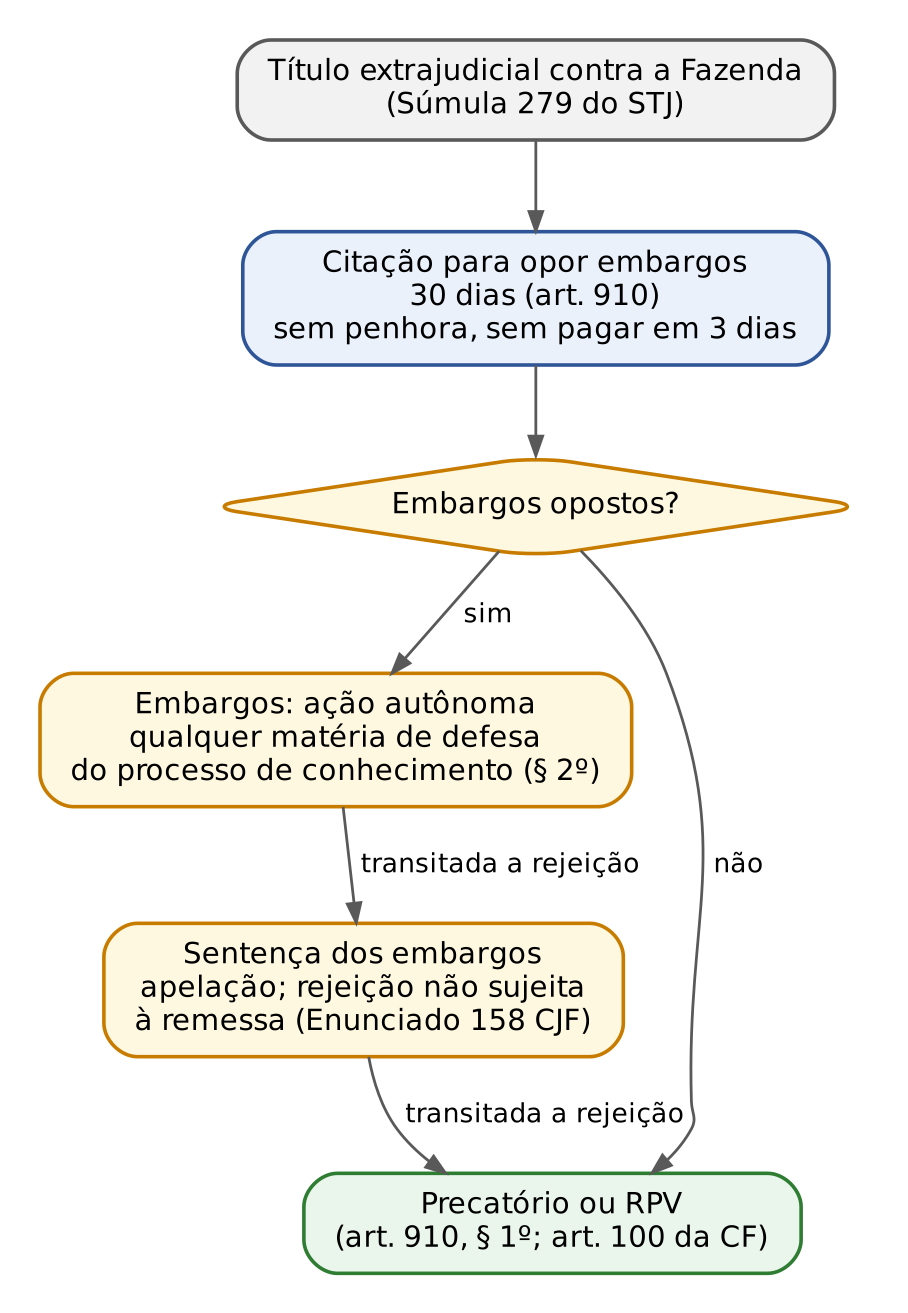 Título extrajudicial contra a Fazenda
(Súmula 279 do STJ)
Citação para opor embargos
30 dias (art. 910)
sem penhora, sem pagar em 3 dias
Embargos opostos?
sim
Embargos: ação autônoma
qualquer matéria de defesa
do processo de conhecimento (§ 2º)
transitada a rejeição
não
Sentença dos embargos
apelação; rejeição não sujeita
à remessa (Enunciado 158 CJF)
transitada a rejeição
Precatório ou RPV
(art. 910, § 1º; art. 100 da CF)